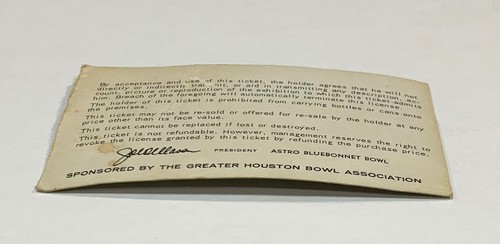 By acceptance and use of this ticket, the holder agrees that he will not
directly or indirectly transmit, or aid in transmitting any description, ac-
count, picture or reproduction of the exhibition to which this ticket admits
him. Breach of the foregoing will automatically terminate this license.
The holder of this ticket is prohibited from carrying bottles or cans onto
the premises.
This ticket may not be re-sold or offered for re-sale by the holder at any
price other than its face value.
This ticket cannot be replaced if lost or destroyed.
This ticket is not refundable. However, management reserves the right to
revoke the license granted by this ticket by refunding the purchase price.
PRESIDENT ASTRO BLUEBONNET BOWL
SPONSORED BY THE GREATER HOUSTON BOWL ASSOCIATION